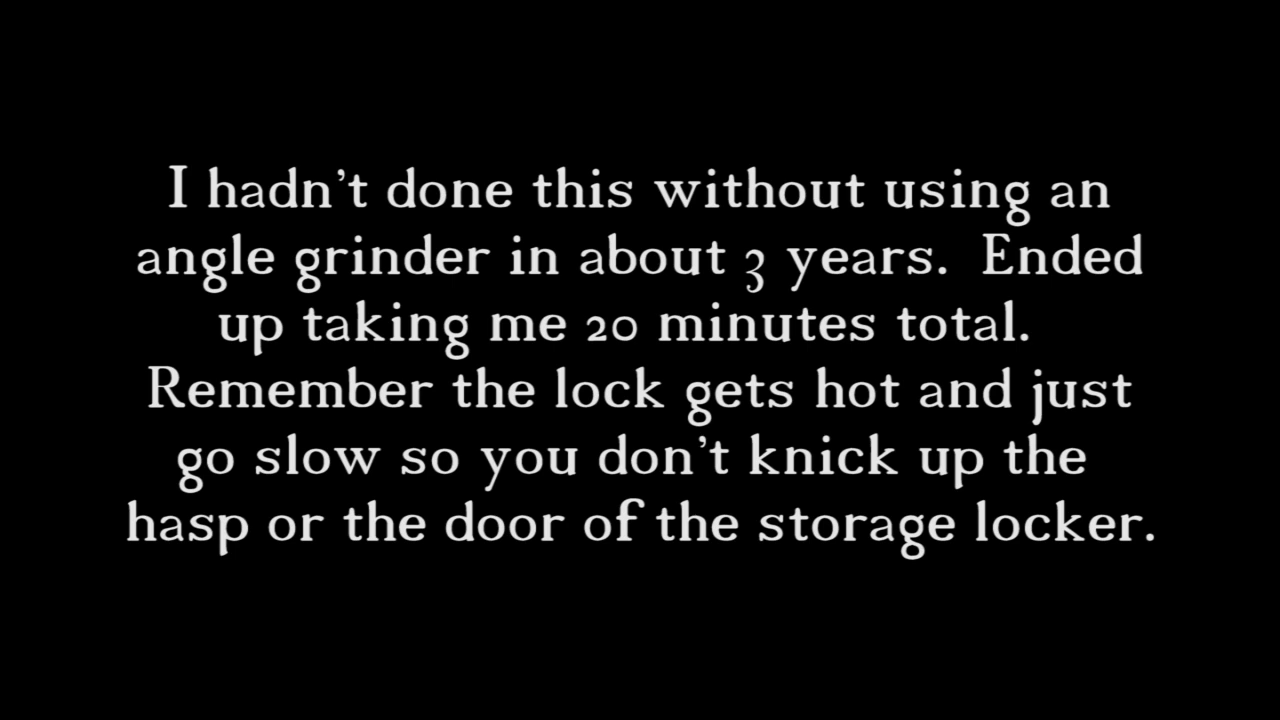 I hadn't done this without using an
angle grinder in about 3 years.  Ended
up taking me 20 minutes total.
Remember the lock gets hot and just
go slow so you don't knick up the
hasp or the door of the storage locker.